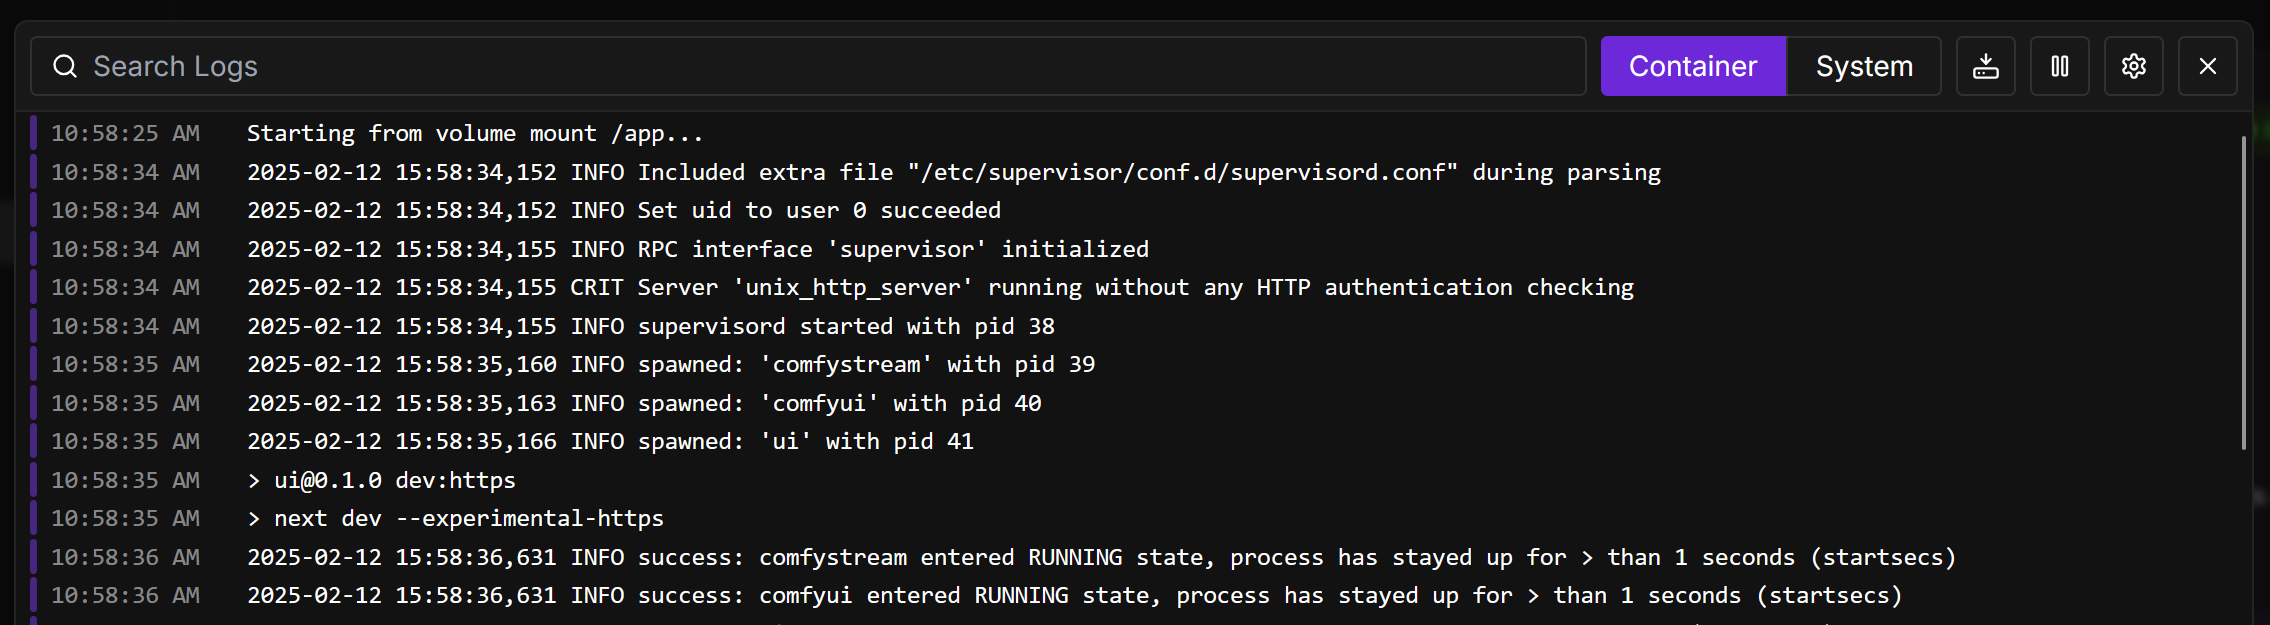 Search Logs
Container
System
10:58:25 AM Starting from volume mount /app...
10:58:34 AM 2025-02-12 15:58:34,152 INFO Included extra file "/etc/supervisor/conf.d/supervisord.conf" during parsing
10:58:34 AM 2025-02-12 15:58:34,152 INFO Set uid to user 0 succeeded
10:58:34 AM 2025-02-12 15:58:34,155 INFO RPC interface 'supervisor' initialized
10:58:34 AM 2025-02-12 15:58:34,155 CRIT Server 'unix_http_server' running without any HTTP authentication checking
10:58:34 AM 2025-02-12 15:58:34,155 INFO supervisord started with pid 38
10:58:35 AM 2025-02-12 15:58:35,160 INFO spawned: 'comfystream' with pid 39
10:58:35 AM 2025-02-12 15:58:35,163 INFO spawned: 'comfyui' with pid 40
10:58:35 AM 2025-02-12 15:58:35,166 INFO spawned: 'ui' with pid 41
10:58:35 AM > ui@0.1.0 dev:https
10:58:35 AM > next dev --experimental-https
10:58:36 AM 2025-02-12 15:58:36,631 INFO success: comfystream entered RUNNING state, process has stayed up for > than 1 seconds (startsecs)
10:58:36 AM 2025-02-12 15:58:36,631 INFO success: comfyui entered RUNNING state, process has stayed up for > than 1 seconds (startsecs)